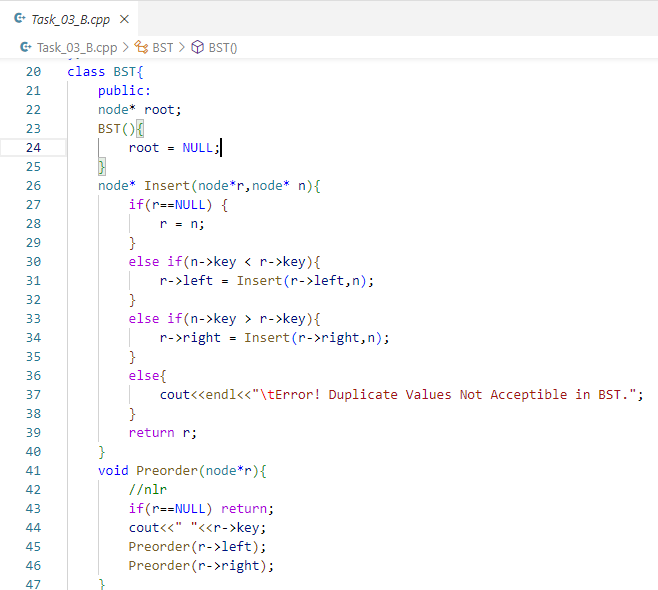 Task_03_B.cpp ×
Task_03_B.cpp > BST > BST()
20 class BST{
21 public:
22 node* root;
23 BST(){
24 root = NULL;
25 }
26 node* Insert(node*r,node* n){
27 if(r==NULL) {
28 r = n;
29 }
30 else if(n->key < r->key){
31 r->left = Insert(r->left,n);
32 }
33 else if(n->key > r->key){
34 r->right = Insert(r->right,n);
35 }
36 else{
37 cout<<endl<<"\tError! Duplicate Values Not Acceptible in BST.";
38 }
39 return r;
40 }
41 void Preorder(node*r){
42 //nlr
43 if(r==NULL) return;
44 cout<<" "<<r->key;
45 Preorder(r->left);
46 Preorder(r->right);
47 }